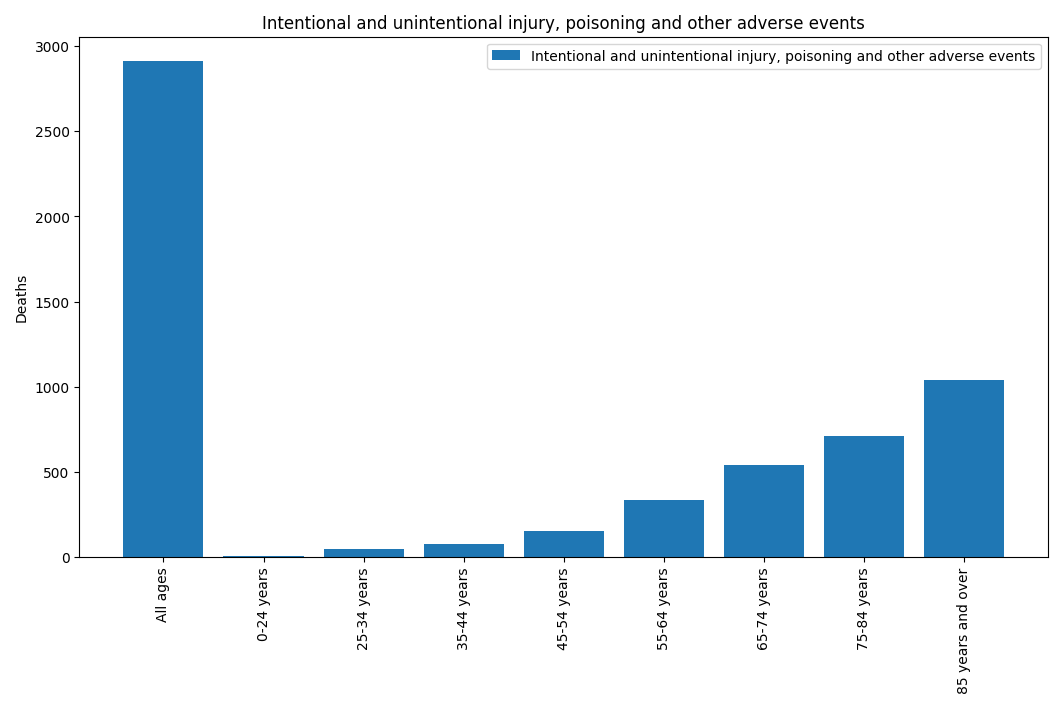 Intentional and unintentional injury, poisoning and other adverse events
Intentional and unintentional injury, poisoning and other adverse events
Deaths
3000
2500
2000
1500
1000
500
0
All ages
0-24 years
25-34 years
35-44 years
45-54 years
55-64 years
65-74 years
75-84 years
85 years and over